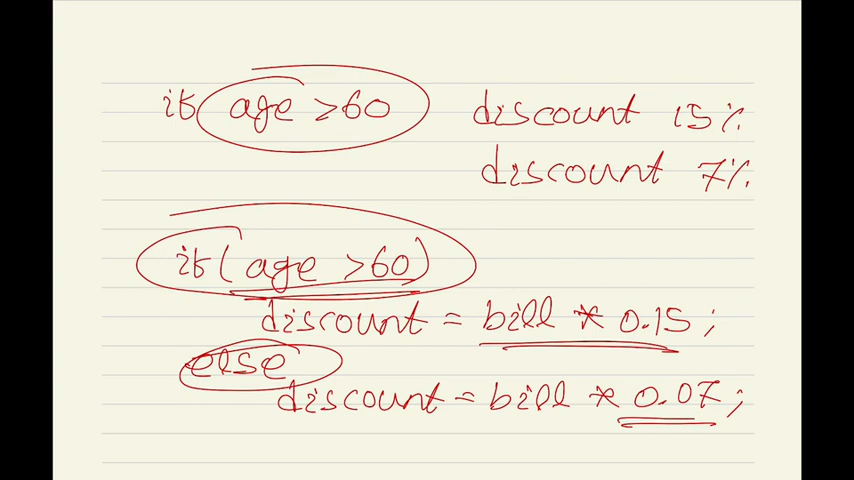 if age >60 discount 15%
discount 7%
if(age >60)
discount = bill * 0.15;
else
discount = bill * 0.07;